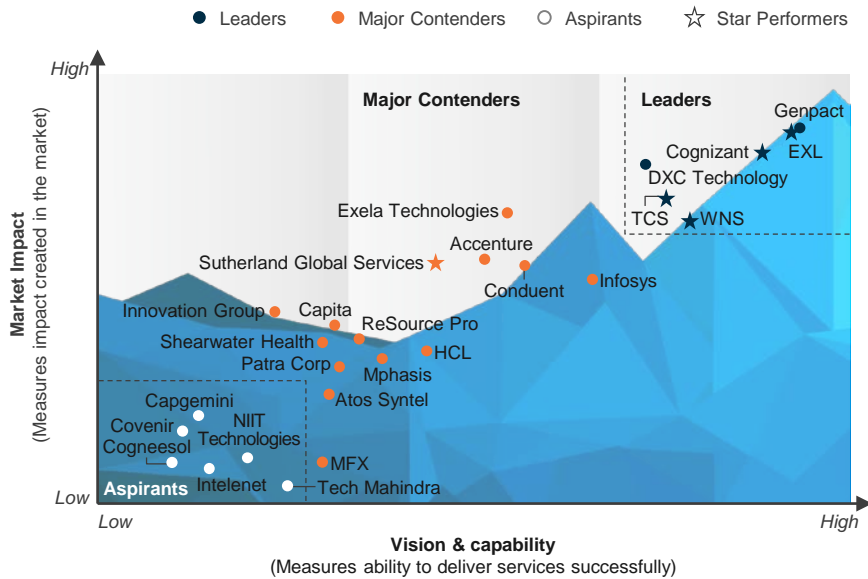 Leaders Major Contenders Aspirants Star Performers
High
Major Contenders Leaders
Genpact
Cognizant
EXL
DXC Technology
TCS WNS
Exela Technologies
Accenture
Sutherland Global Services
Conduent
Infosys
Innovation Group Capita
ReSource Pro
Shearwater Health
HCL
Patra Corp
Mphasis
Atos Syntel
Capgemini
Covenir NIIT
Technologies
Cogneesol
MFX
Intelenet
Tech Mahindra
Aspirants
Market Impact
(Measures impact created in the market)
Low
Low High
Vision & capability
(Measures ability to deliver services successfully)